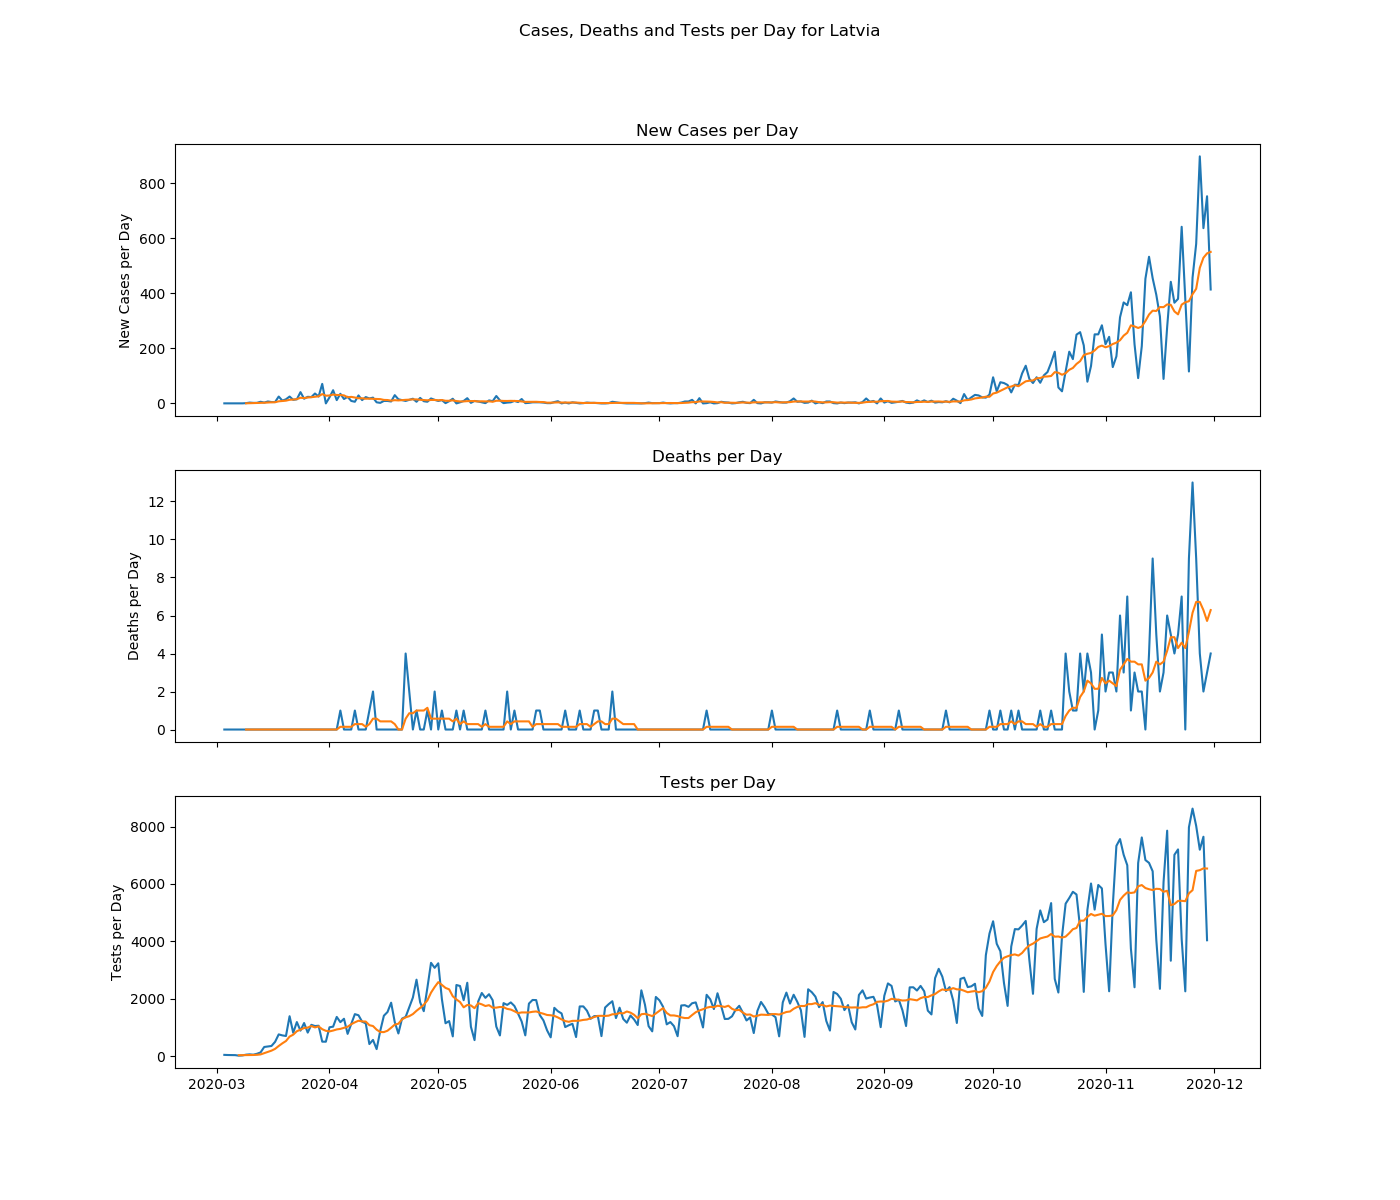 Cases, Deaths and Tests per Day for Latvia
New Cases per Day
New Cases per Day
800
600
400
200
0
Deaths per Day
Deaths per Day
12
10
8
6
4
2
0
Tests per Day
Tests per Day
8000
6000
4000
2000
0
2020-03 2020-04 2020-05 2020-06 2020-07 2020-08 2020-09 2020-10 2020-11 2020-12